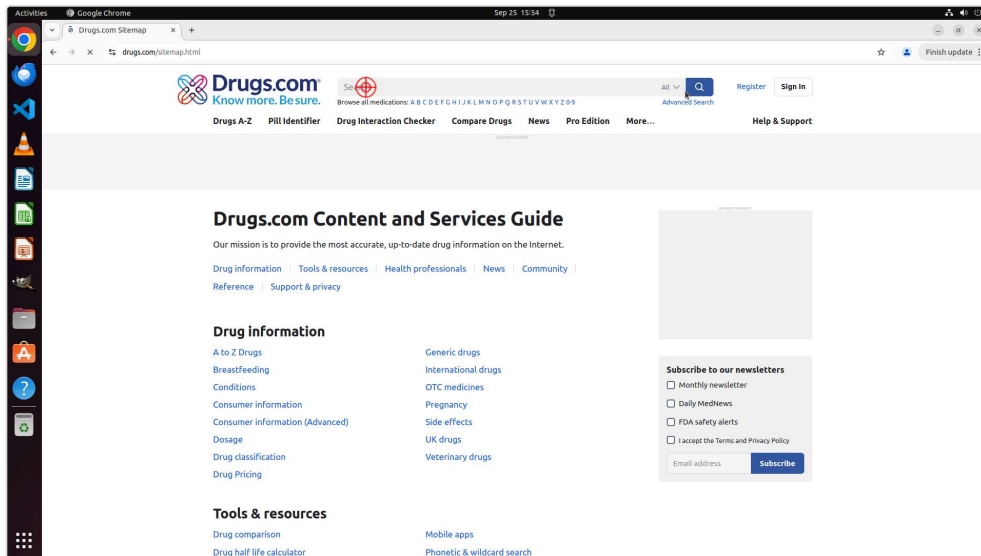 Activities Google Chrome Sep 25 15:54
Drugs.com Sitemap
drugs.com/sitemap.html Finish update
Drugs.com
Know more. Be sure.
All
Register Sign In
Browse all medications: A B C D E F G H I J K L M N O P Q R S T U V W X Y Z 0-9 Advanced Search
Drugs A-Z Pill Identifier Drug Interaction Checker Compare Drugs News Pro Edition More... Help & Support
ADVERTISEMENT
ADVERTISEMENT
Drugs.com Content and Services Guide
Our mission is to provide the most accurate, up-to-date drug information on the Internet.
Drug information Tools & resources Health professionals News Community
Reference Support & privacy
Drug information
A to Z Drugs Generic drugs
Breastfeeding International drugs
Conditions OTC medicines
Consumer information Pregnancy
Consumer information (Advanced) Side effects
Dosage UK drugs
Drug classification Veterinary drugs
Drug Pricing
Subscribe to our newsletters
Monthly newsletter
Daily MedNews
FDA safety alerts
I accept the Terms and Privacy Policy
Email address Subscribe
Tools & resources
Drug comparison Mobile apps
Drug half life calculator Phonetic & wildcard search